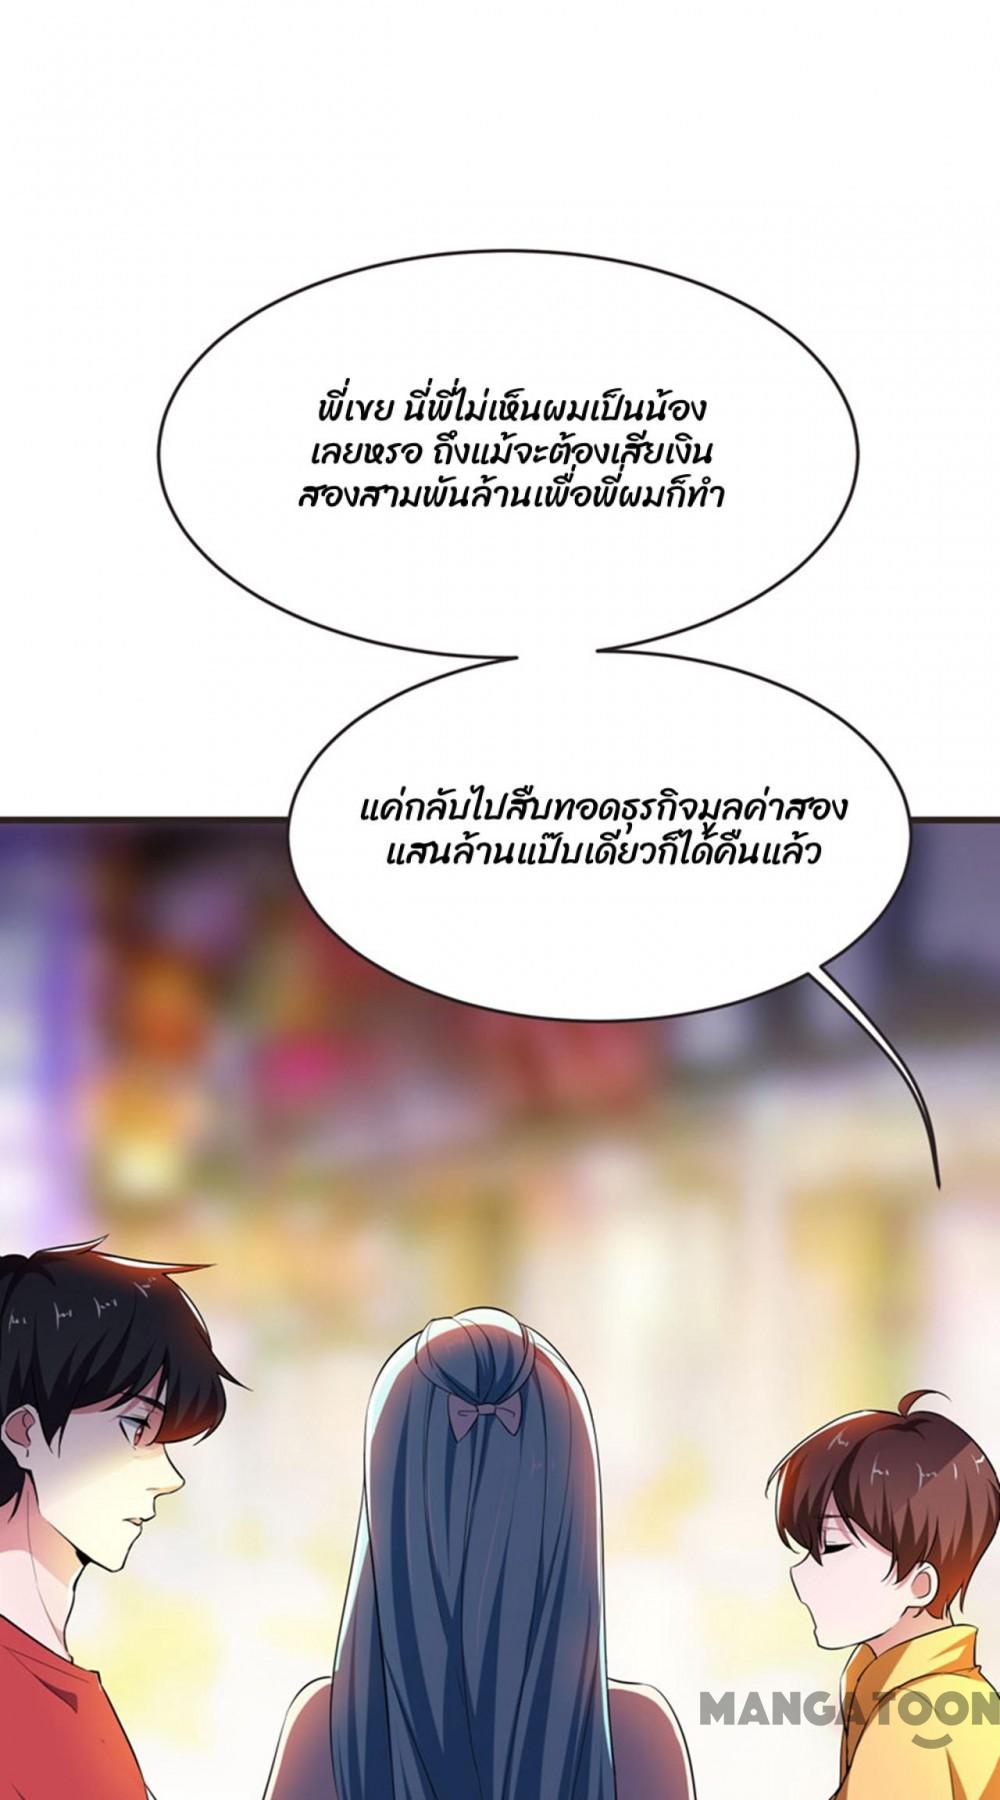 พี่เขย นี่พี่ไม่เห็นผมเป็นน้อง
เลยหรอ ถึงแม้จะต้องเสียเงิน
สองสามพันล้านเพื่อพี่ผมก็ทำ
แค่กลับไปสืบทอดธุรกิจมูลค่าสอง
แสนล้านแป๊บเดียวก็ได้คืนแล้ว
MANGATOON